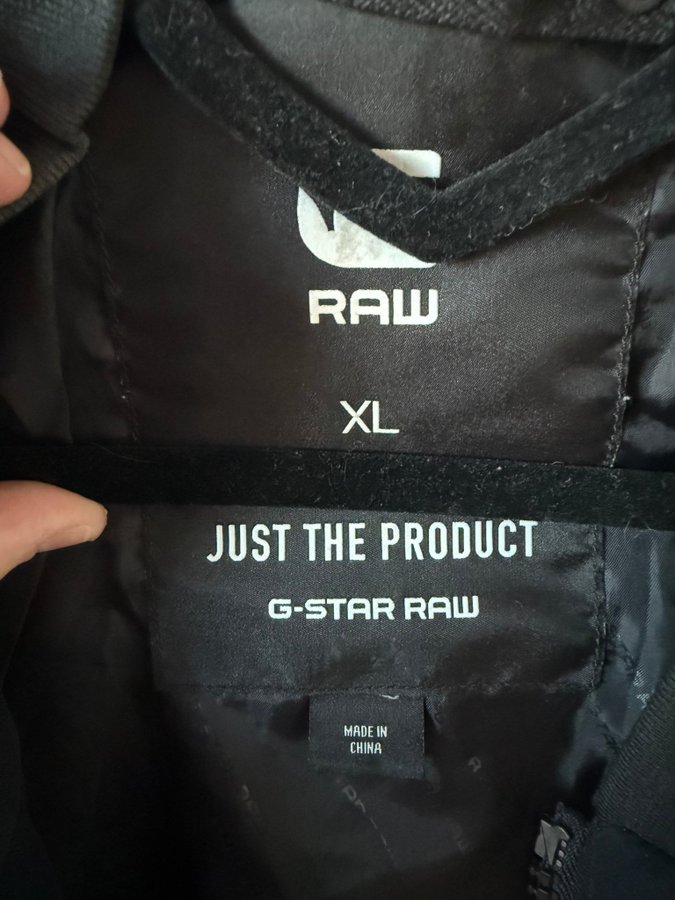 RAW
XL
JUST THE PRODUCT
G-STAR RAW
MADE IN
CHINA